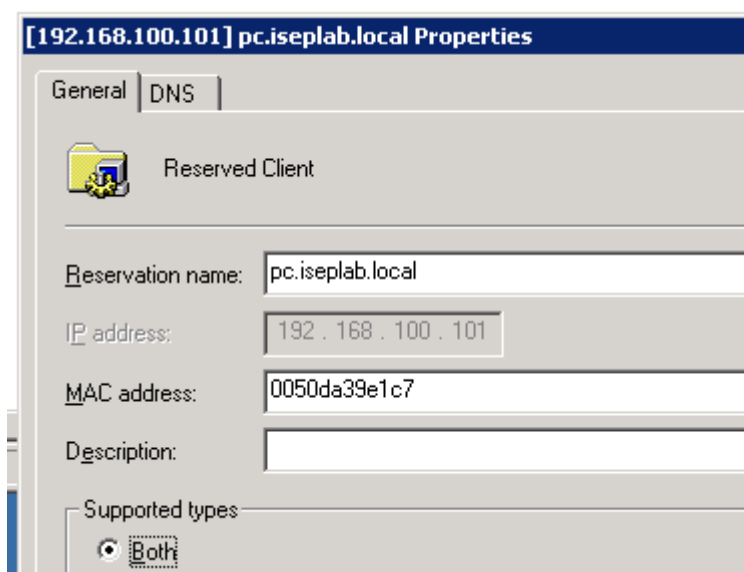 [192.168.100.101] pc.iseplab.local Properties
General DNS
Reserved Client
Reservation name: pc.iseplab.local
IP address: 192 . 168 . 100 . 101
MAC address: 0050da39e1c7
Description:
Supported types
Both